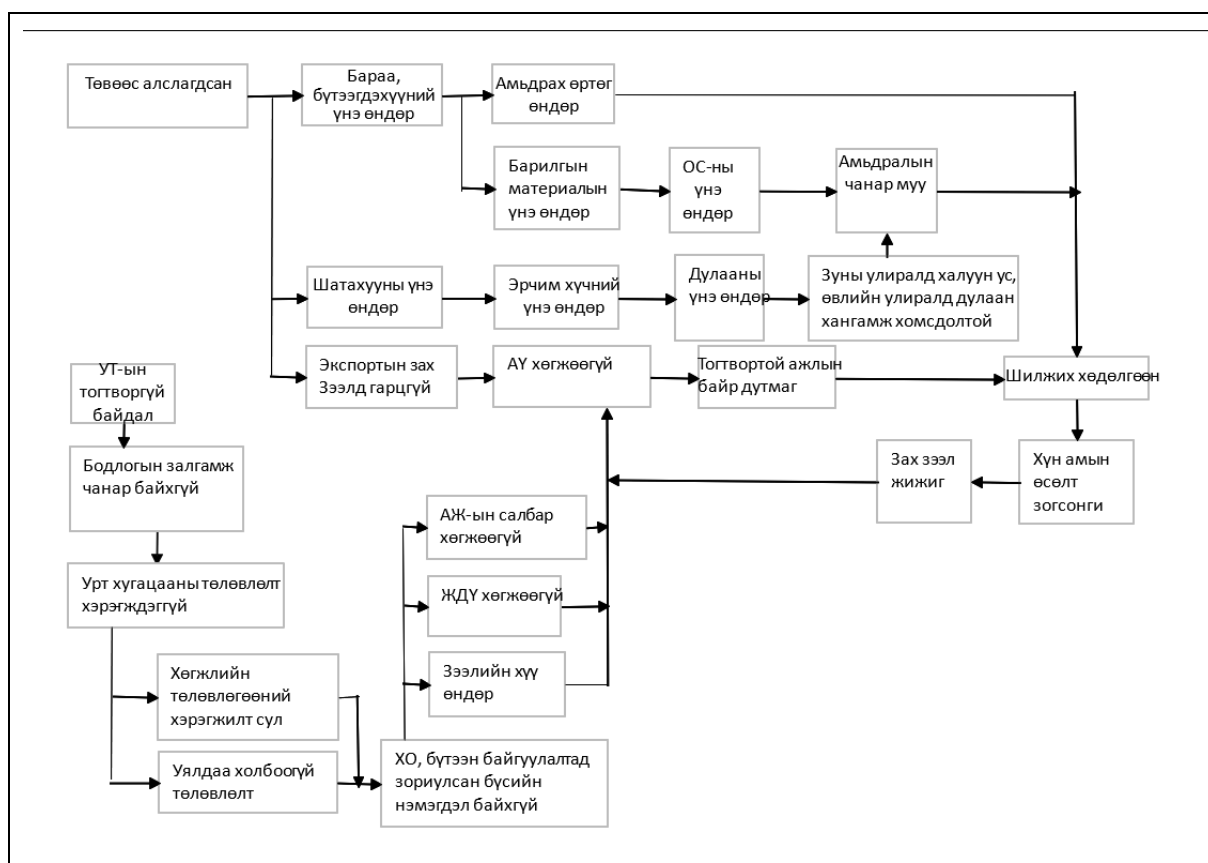 Төвөөс алслагдсан
Бараа,
бүтээгдэхүүний
үнэ өндөр
Амьдрах өртөг
өндөр
Барилгын
материалын
үнэ өндөр
ОС-ны
үнэ
өндөр
Амьдралын
чанар муу
Шатахууны үнэ
өндөр
Эрчим хүчний
үнэ өндөр
Дулааны
үнэ өндөр
Зуны улиралд халуун ус,
өвлийн улиралд дулаан
хангамж хомсдолтой
УТ-ын
тогтворгүй
байдал
Экспортын зах
Зээлд гарцгүй
АҮ хөгжөөгүй
Тогтвортой ажлын
байр дутмаг
Шилжих хөдөлгөөн
Бодлогын залгамж
чанар байхгүй
Зах зээл
жижиг
Хүн амын
өсөлт
зогсонги
АЖ-ын салбар
хөгжөөгүй
Урт хугацааны төлөвлөлт
хэрэгждэггүй
ЖДҮ хөгжөөгүй
Хөгжлийн
төлөвлөгөөний
хэрэгжилт сул
Зээлийн хүү
өндөр
Уялдаа холбоогүй
төлөвлөлт
ХО, бүтээн байгуулалтад
зориулсан бүсийн
нэмэгдэл байхгүй